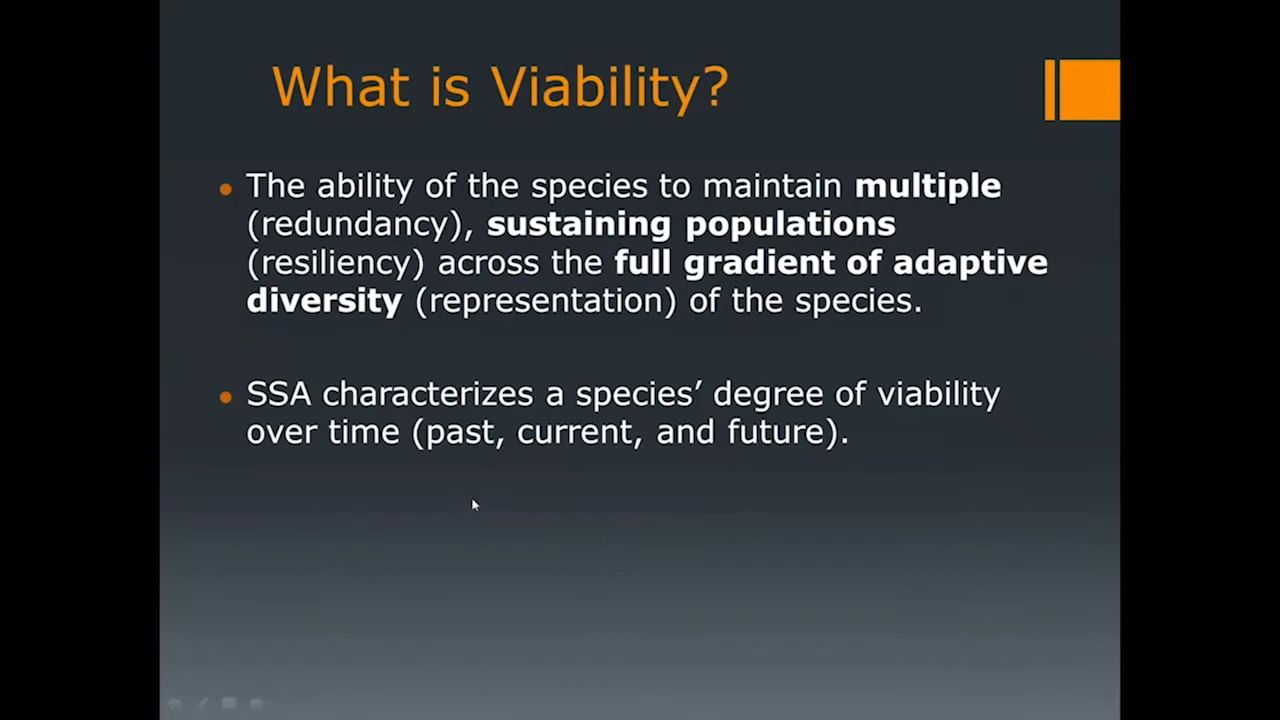 What is Viability?
The ability of the species to maintain multiple
(redundancy), sustaining populations
(resiliency) across the full gradient of adaptive
diversity (representation) of the species.
SSA characterizes a species’ degree of viability
over time (past, current, and future).